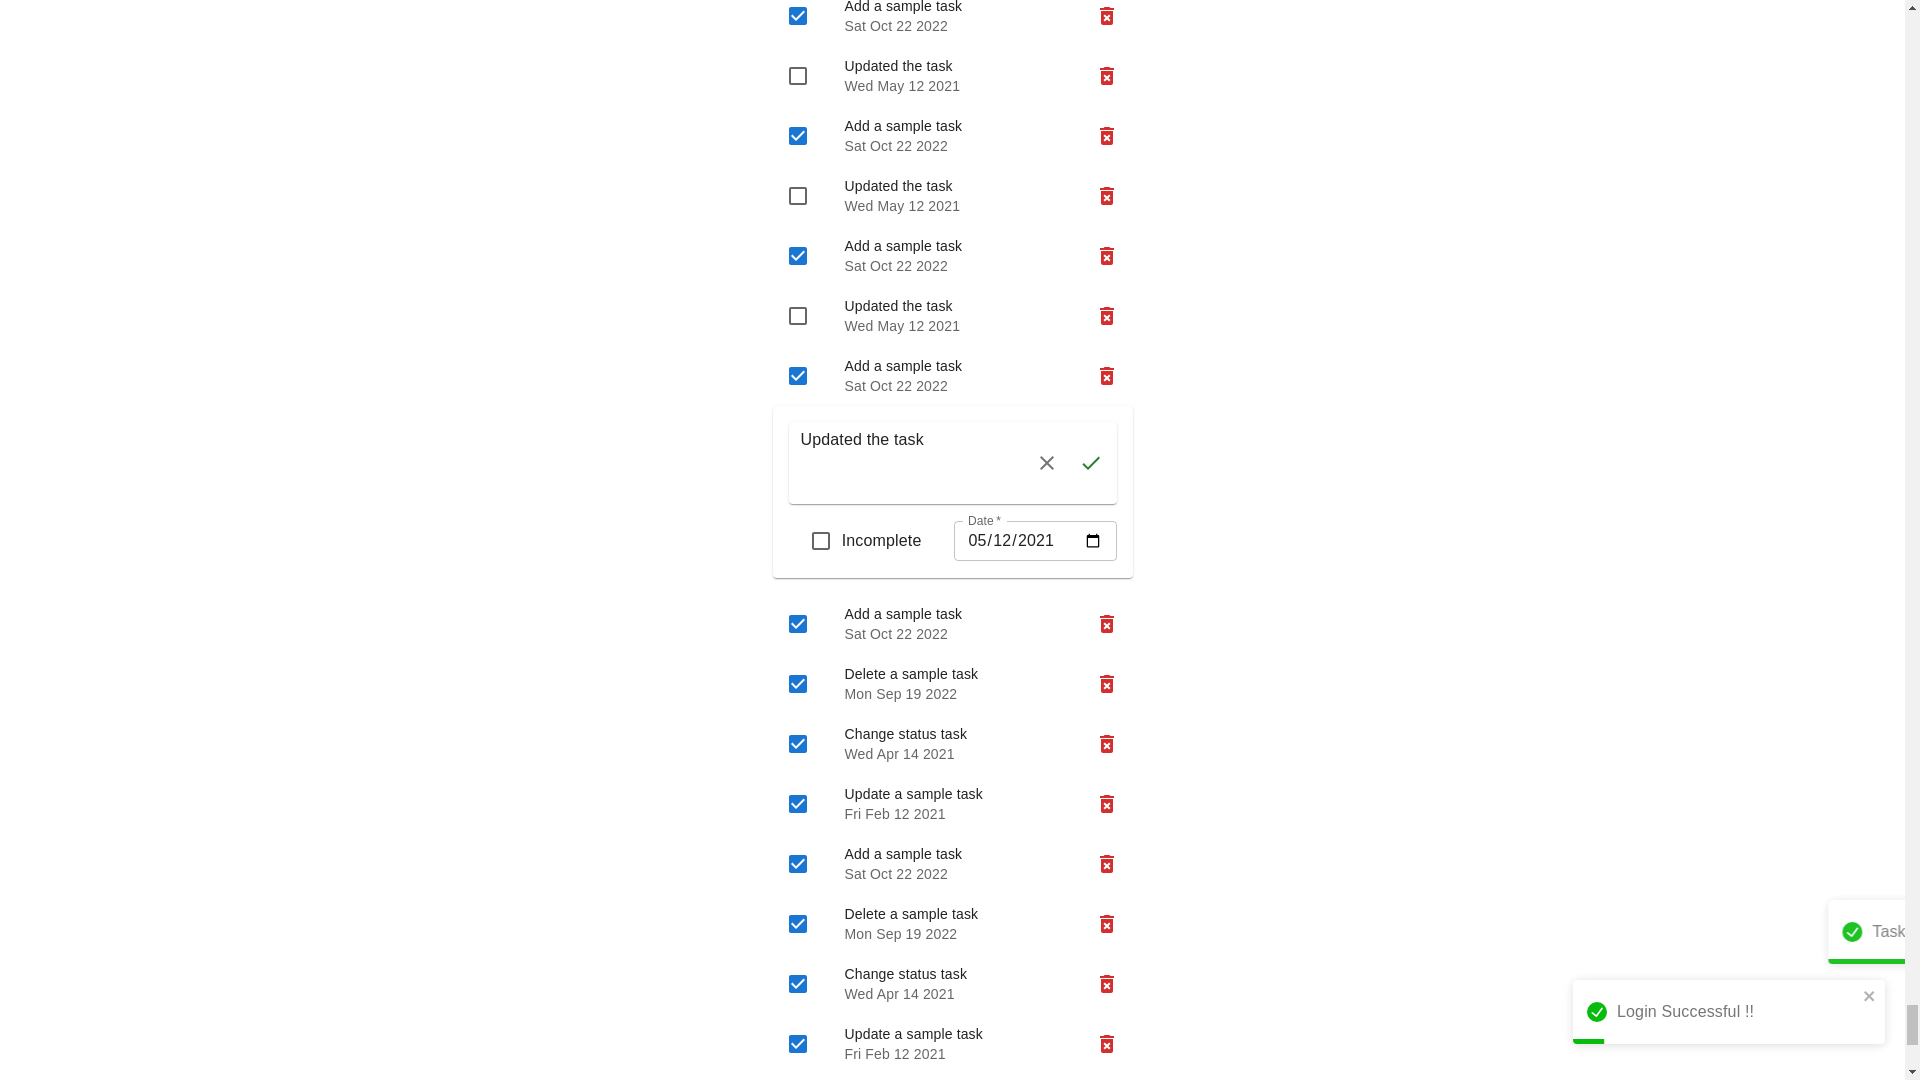 Add a sample task
Sat Oct 22 2022
Updated the task
Wed May 12 2021
Add a sample task
Sat Oct 22 2022
Updated the task
Wed May 12 2021
Add a sample task
Sat Oct 22 2022
Updated the task
Wed May 12 2021
Add a sample task
Sat Oct 22 2022
Updated the task
Incomplete
Date *
05/12/2021
Add a sample task
Sat Oct 22 2022
Delete a sample task
Mon Sep 19 2022
Change status task
Wed Apr 14 2021
Update a sample task
Fri Feb 12 2021
Add a sample task
Sat Oct 22 2022
Delete a sample task
Mon Sep 19 2022
Change status task
Wed Apr 14 2021
Update a sample task
Fri Feb 12 2021
Task
Login Successful !!